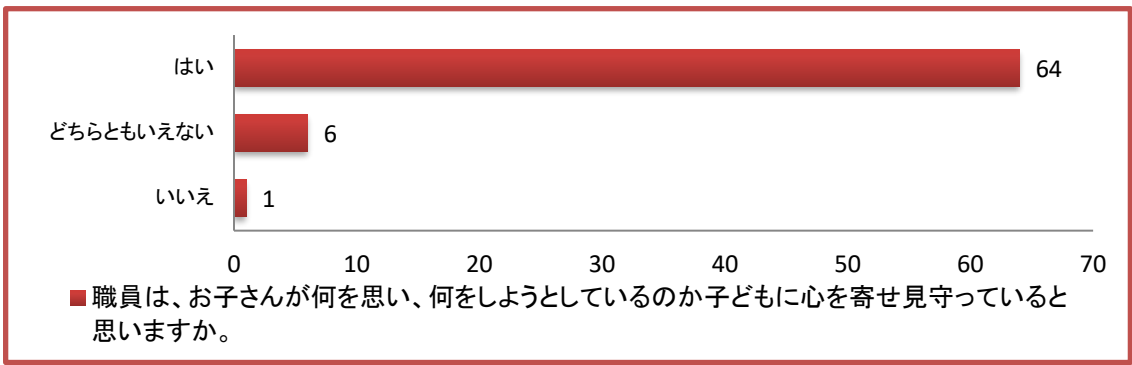 はい 64
どちらともいえない 6
いいえ 1
0 10 20 30 40 50 60 70
職員は、お子さんが何を思い、何をしようとしているのか子どもに心を寄せ見守っていると
思いますか。